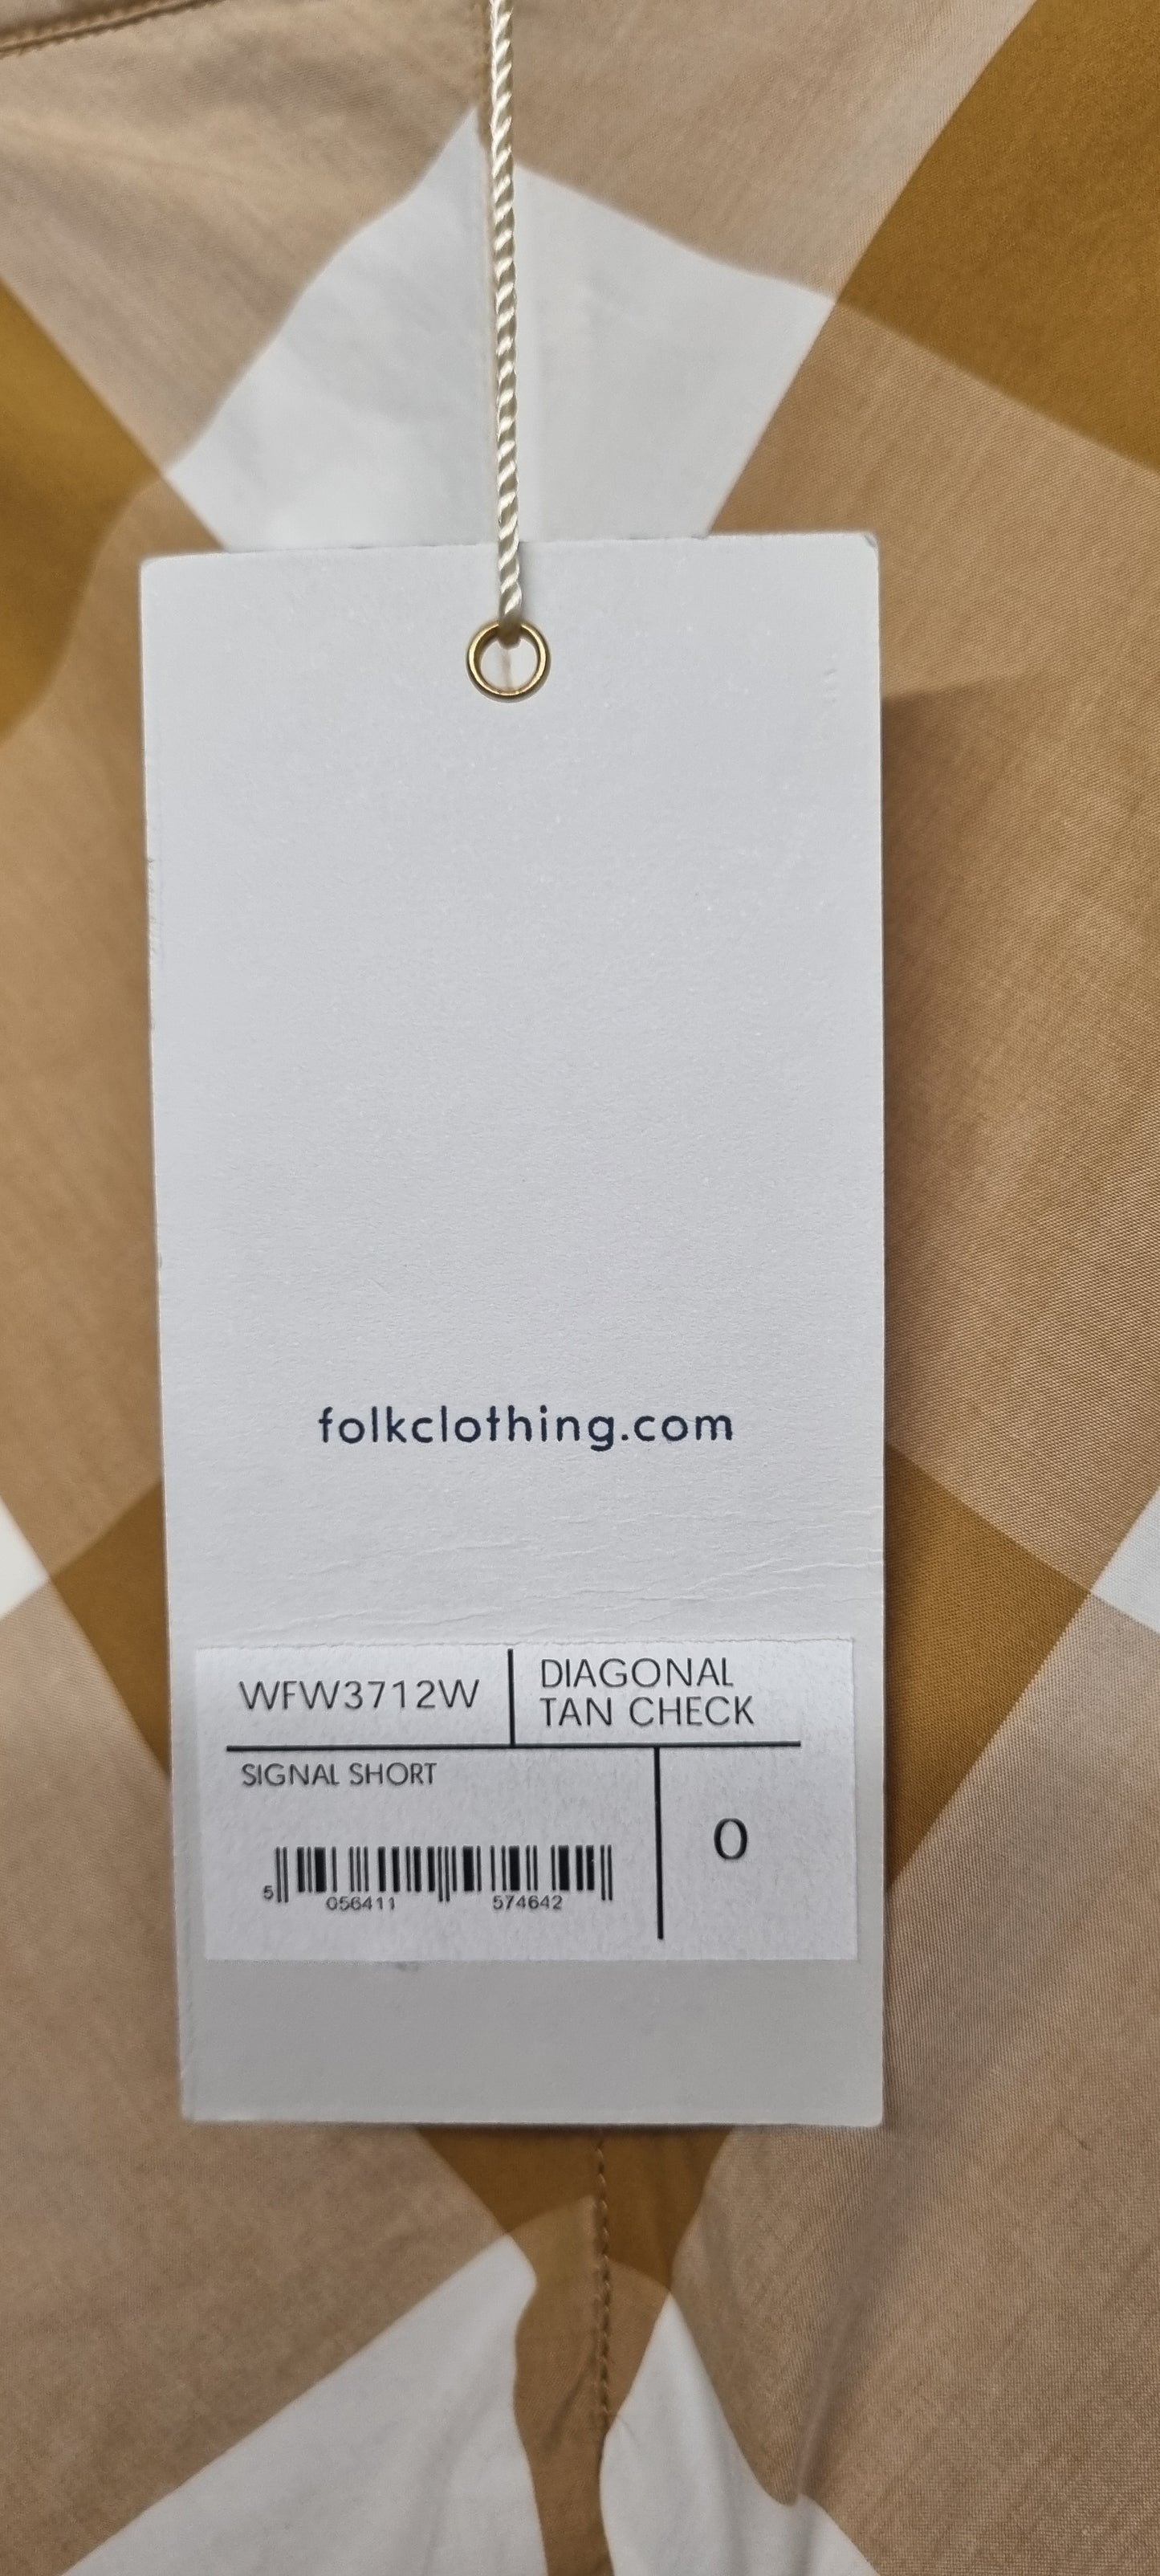 folkclothing.com
WFW3712W
DIAGONAL
TAN CHECK
SIGNAL SHORT
0
5 056411 574642